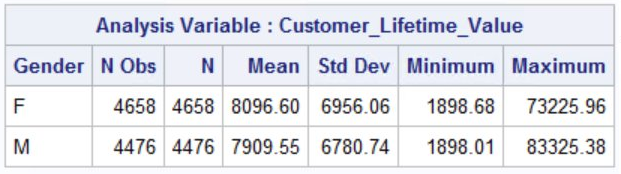 Analysis Variable : Customer_Lifetime_Value
Gender N Obs N Mean Std Dev Minimum Maximum
F 4658 4658 8096.60 6956.06 1898.68 73225.96
M 4476 4476 7909.55 6780.74 1898.01 83325.38